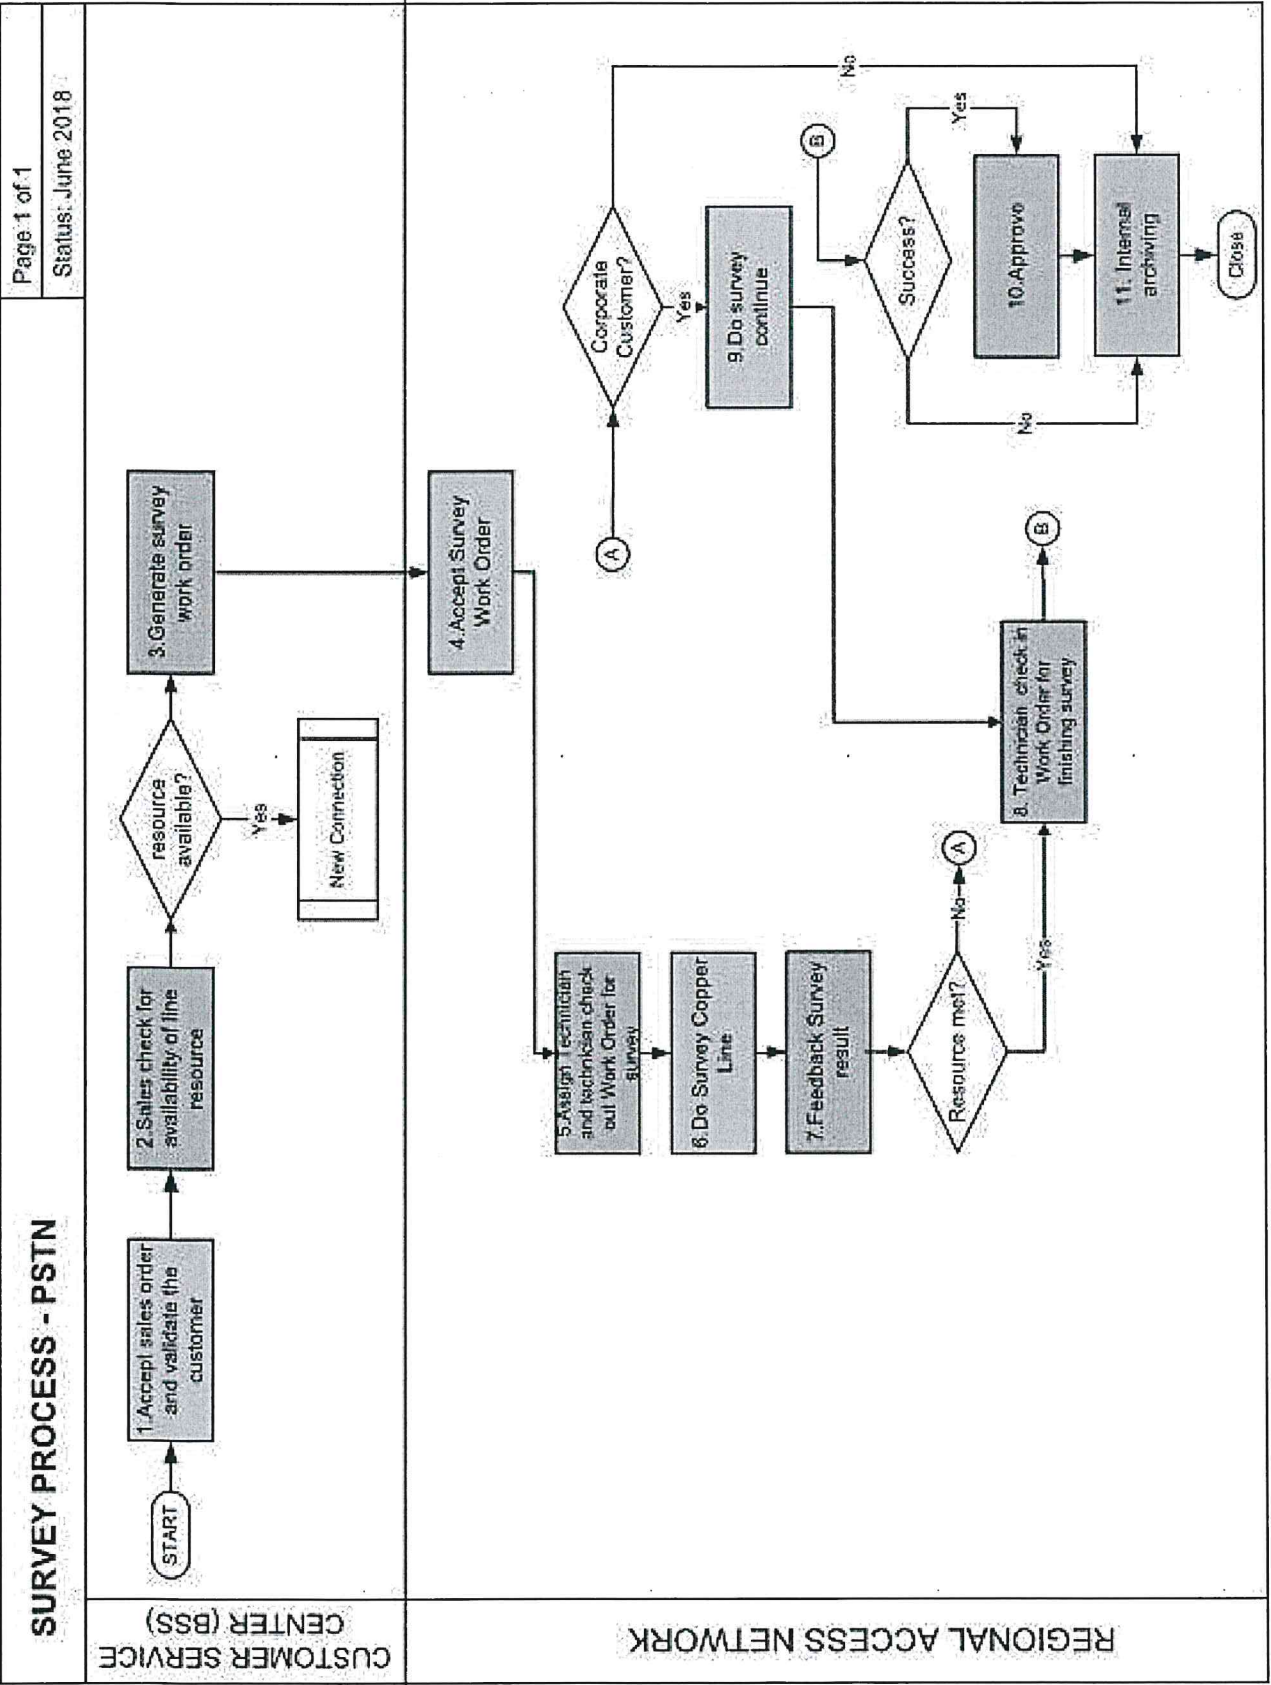 SURVEY PROCESS - PSTN
Page 1 of 1
Status: June 2018
CUSTOMER SERVICE
CENTER (BSS)
START
1.Accept sales order
and validate the
customer
2.Sales check for
availability of line
resource
resource
available?
Yes
New Connection
3.Generate survey
work order
REGIONAL ACCESS NETWORK
4.Accept Survey
Work Order
5.Assign Technician
and technician check
out Work Order for
survey
6.Do Survey Copper
Line
7.Feedback Survey
result
Resource met?
No
A
Yes
8. Technician check in
Work Order for
finishing survey
B
A
Corporate
Customer?
No
Yes
9.Do survey
continue
B
Success?
Yes
No
10.Approve
11. Internal
archiving
Close